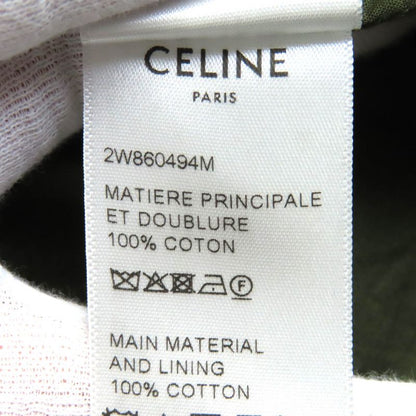 CELINE
PARIS
2W860494M
MATIERE PRINCIPALE
ET DOUBLURE
100% COTON
F
MAIN MATERIAL
AND LINING
100% COTTON